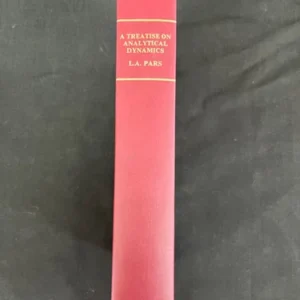 A TREATISE ON
ANALYTICAL
DYNAMICS
L.A. PARS